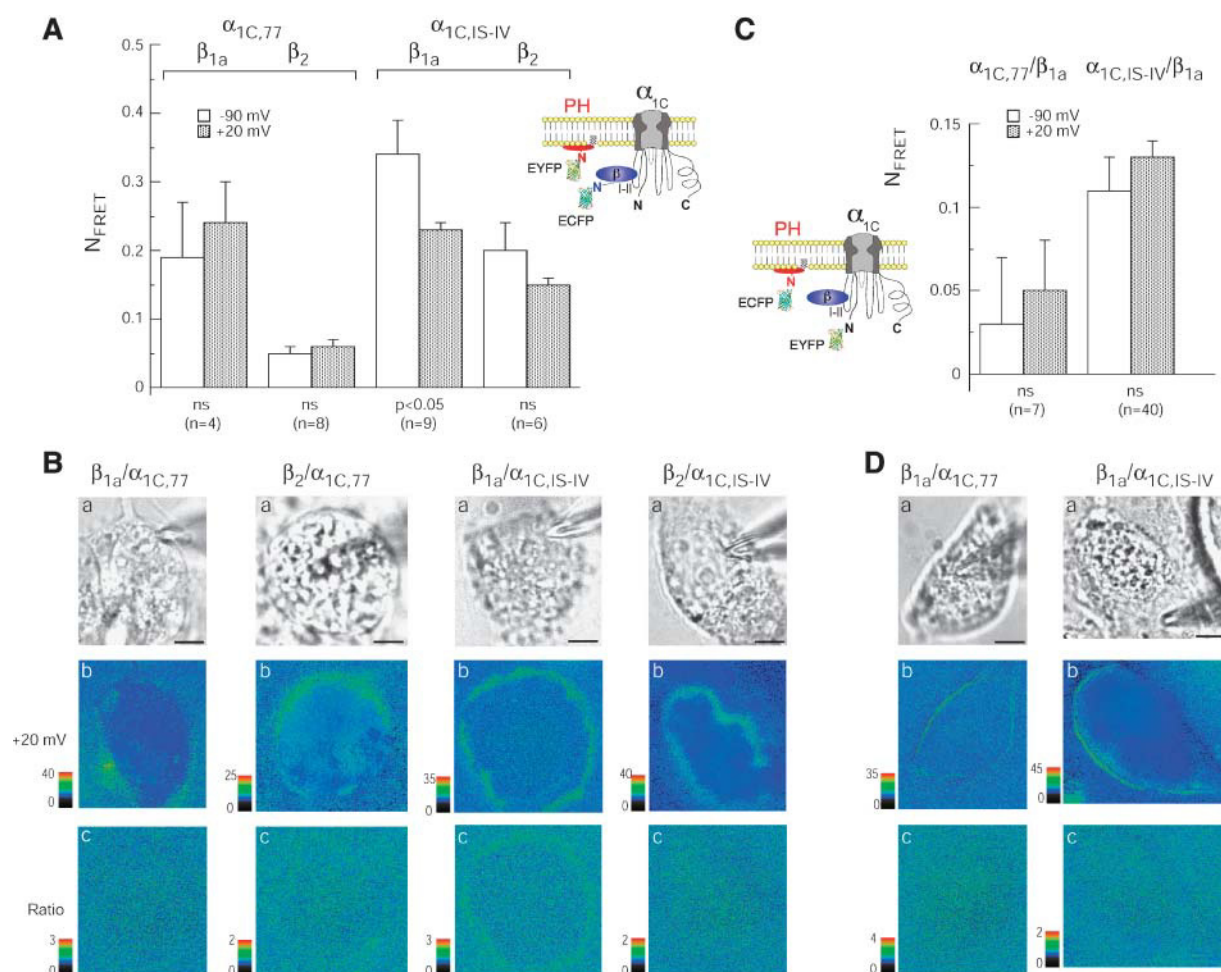 A
α1C,77
α1C,IS-IV
β1a
β2
β1a
β2
NFRET
0.5
0.4
0.3
0.2
0.1
0
-90 mV
+20 mV
ns
(n=4)
ns
(n=8)
p<0.05
(n=9)
ns
(n=6)
PH
α1C
N
EYFP
N
β
I-II
ECFP
N
C
C
α1C,77/β1a
α1C,IS-IV/β1a
-90 mV
+20 mV
NFRET
0.15
0.10
0.05
0
ns
(n=7)
ns
(n=40)
PH
α1C
N
ECFP
β
I-II
N
C
EYFP
B
β1a/α1C,77
β2/α1C,77
β1a/α1C,IS-IV
β2/α1C,IS-IV
a
a
a
a
+20 mV
b
b
b
b
40
0
25
0
35
0
40
0
Ratio
c
c
c
c
3
0
2
0
3
0
2
0
D
β1a/α1C,77
β1a/α1C,IS-IV
a
a
b
b
35
0
45
0
c
c
4
0
2
0